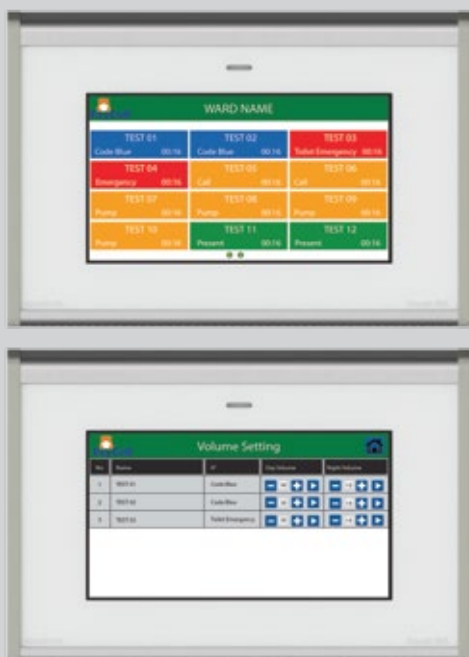 WARD NAME
TEST 01 TEST 02 TEST 03
Code Blue 00:16 Code Blue 00:16 Toilet Emergency 00:16
TEST 04 TEST 05 TEST 06
Emergency 00:16 Call 00:16 Call 00:16
TEST 07 TEST 08 TEST 09
Pump 00:16 Pump 00:16 Pump 00:16
TEST 10 TEST 11 TEST 12
Pump 00:16 Present 00:16 Present 00:16
Volume Setting
No Name Day Volume Night Volume
1 TEST 01 Code Blue
2 Code Blue
3 Toilet Emergency